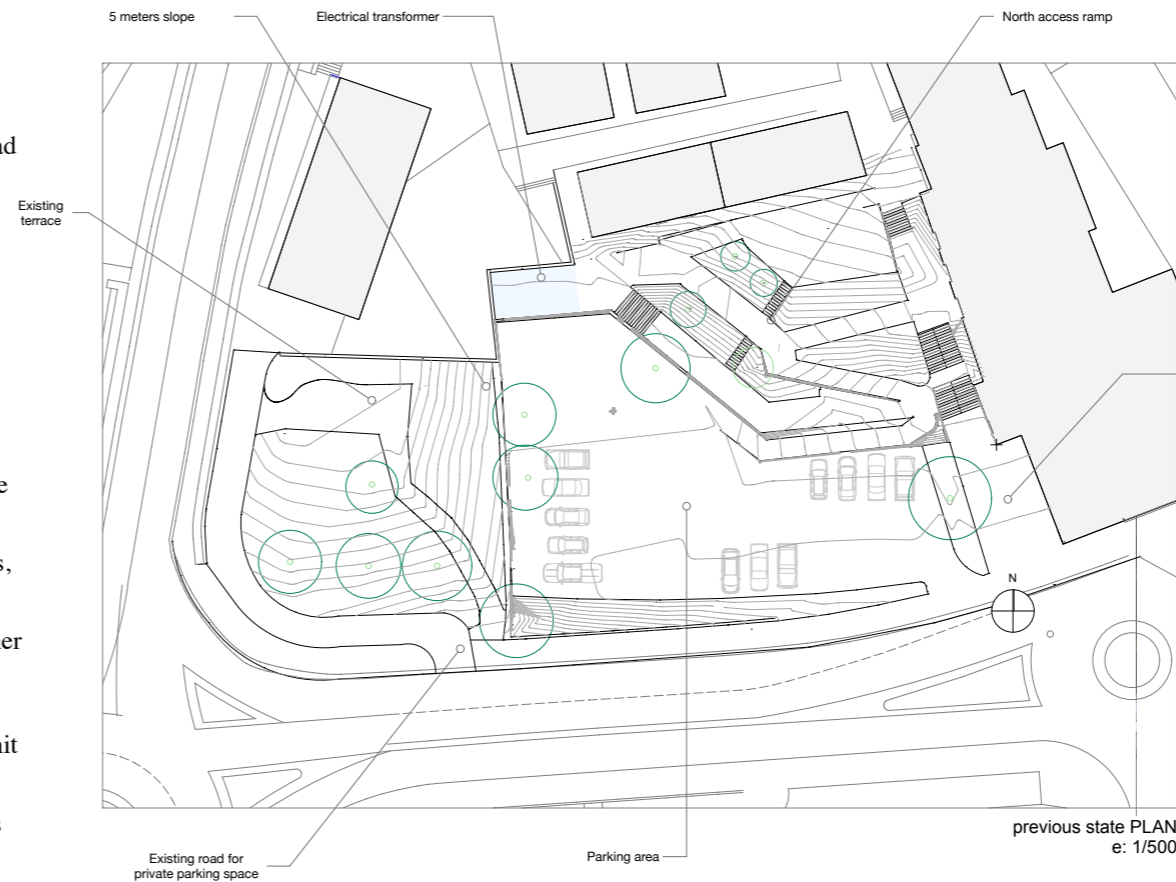 5 meters slope
Electrical transformer
North access ramp
Existing
terrace
e
s,
s
N
Existing road for
private parking space
Parking area
previous state PLAN
e: 1/500